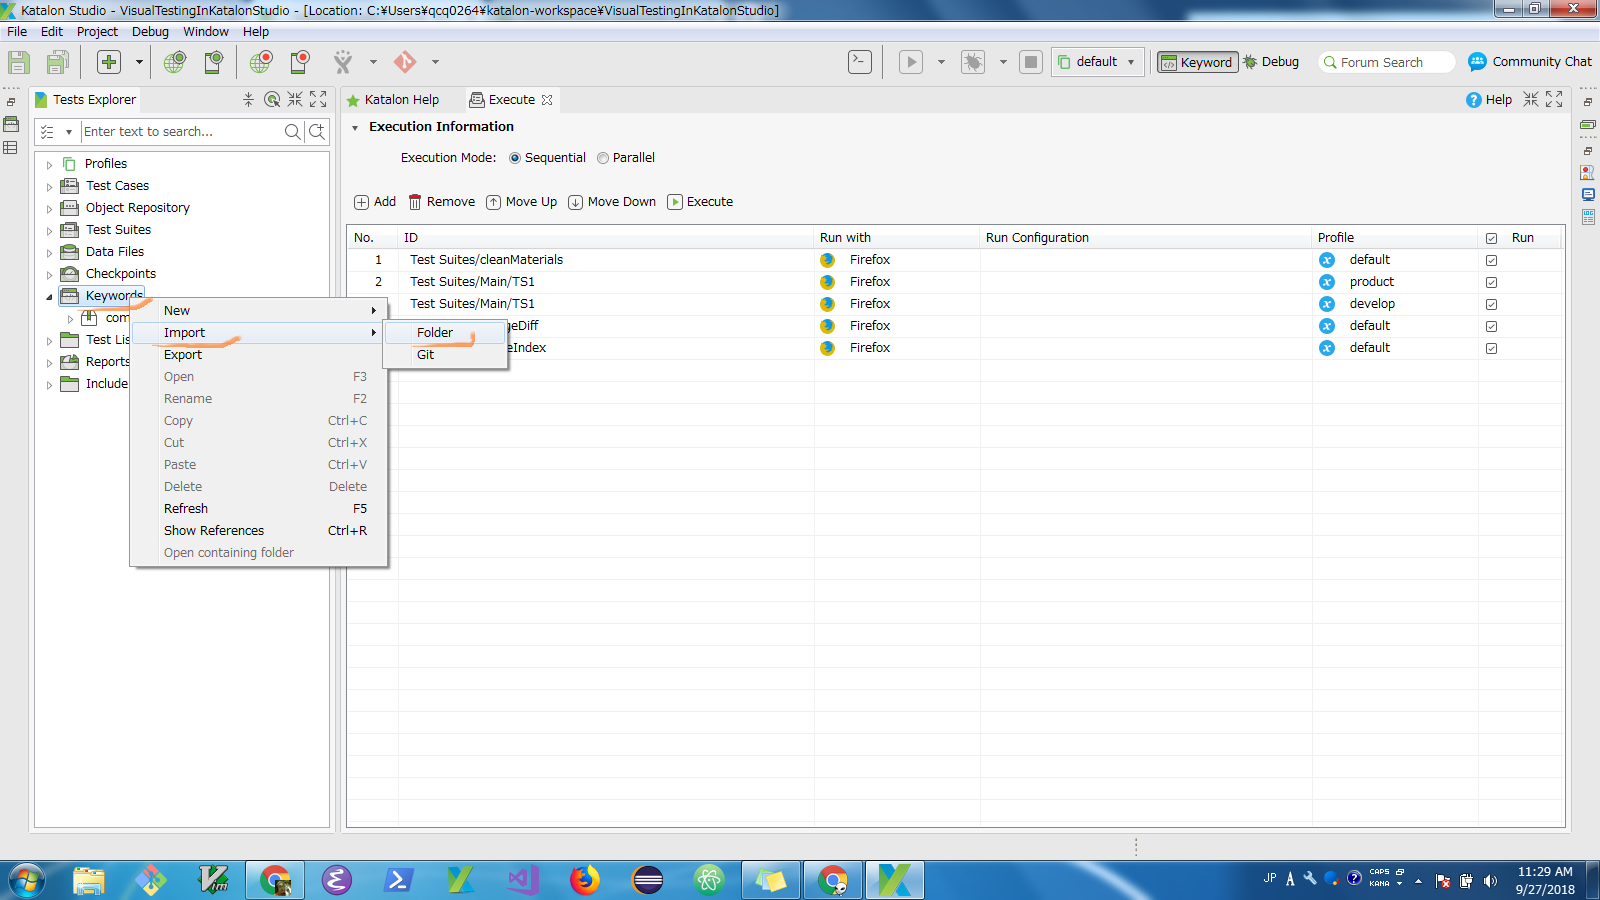 Katalon Studio - VisualTestingInKatalonStudio - [Location: C:¥Users¥qcq0264¥katalon-workspace¥VisualTestingInKatalonStudio]
File Edit Project Debug Window Help
default Keyword Debug Forum Search Community Chat
Tests Explorer
Katalon Help Execute Help
Enter text to search...
Execution Information
Execution Mode: Sequential Parallel
Add Remove Move Up Move Down Execute
Profiles
Test Cases
Object Repository
Test Suites
Data Files
Checkpoints
Keywords
com
Test Lis
Reports
Include
New
Import
Export
Open F3
Rename F2
Copy Ctrl+C
Cut Ctrl+X
Paste Ctrl+V
Delete Delete
Refresh F5
Show References Ctrl+R
Open containing folder
Folder
Git
No. ID Run with Run Configuration Profile Run
1 Test Suites/cleanMaterials Firefox default
2 Test Suites/Main/TS1 Firefox product
Test Suites/Main/TS1 Firefox develop
geDiff Firefox default
eIndex Firefox default
JP A CAPS KANA
11:29 AM
9/27/2018